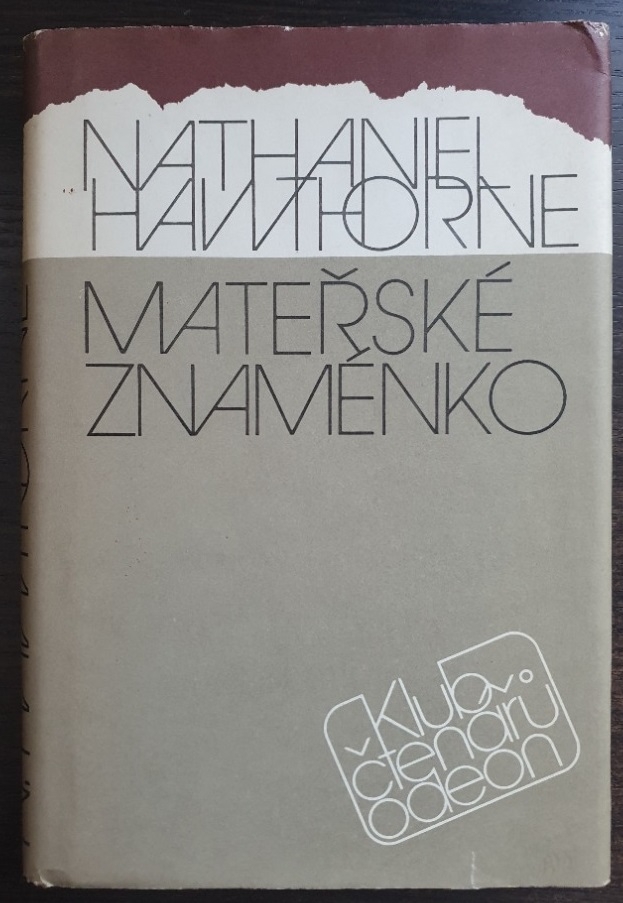 NATHANIEL
HAWTHORNE
MATEŘSKÉ
ZNAMÉNKO
Klub
čtenářů
odeon